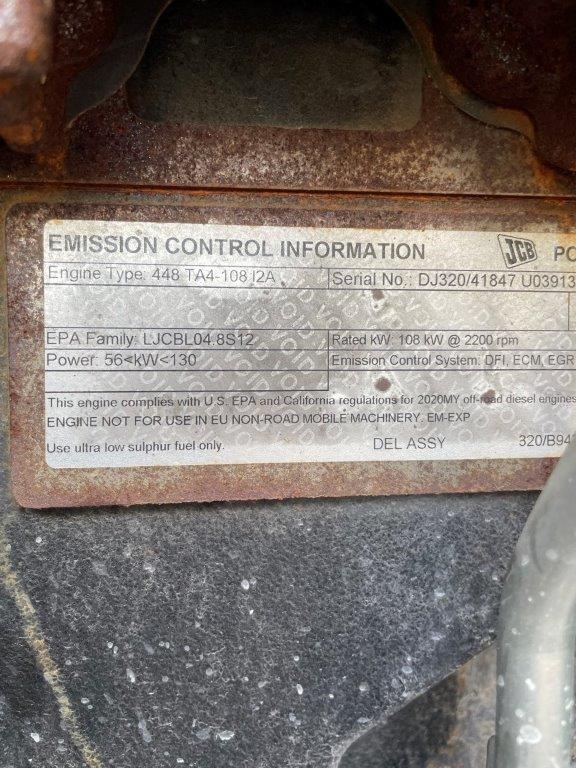 EMISSION CONTROL INFORMATION JCB PO
Engine Type: 448 TA4-108 I2A Serial No.: DJ320/41847 U03913
EPA Family: LJCBL04.8S12 Rated kW: 108 kW @ 2200 rpm
Power: 56<kW<130 Emission Control System: DFI, ECM, EGR
This engine complies with U.S. EPA and California regulations for 2020MY off-road diesel engines
ENGINE NOT FOR USE IN EU NON-ROAD MOBILE MACHINERY. EM-EXP
Use ultra low sulphur fuel only. DEL ASSY 320/B94